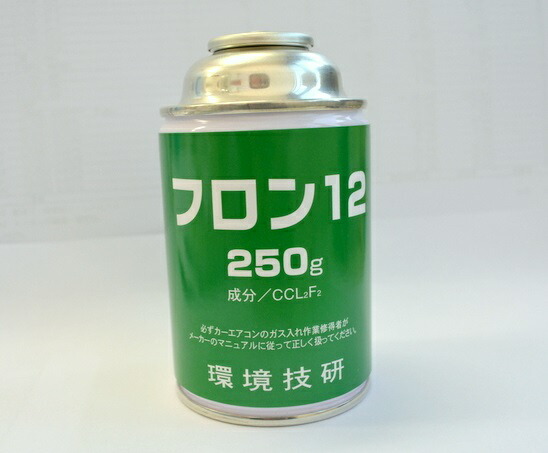 フロン12
250g
成分／CCL₂F₂
必ずカーエアコンのガス入れ作業修得者が
メーカーのマニュアルに従って正しく扱ってください。
環境技研